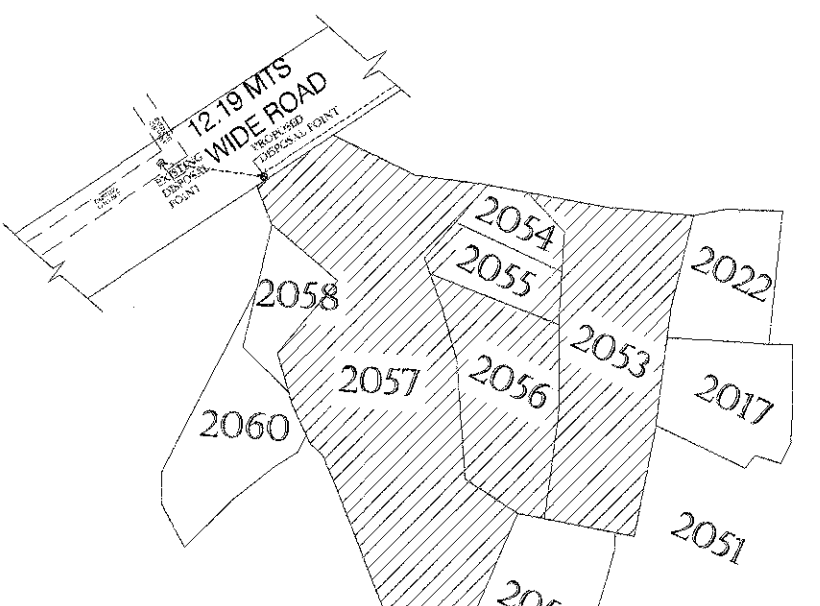 12.19 MTS
WIDE ROAD
PROPOSED
DISPOSAL POINT
EXISTING
DISPOSAL
POINT
2054
2055
2022
2058
2053
2057
2056
2017
2060
2051